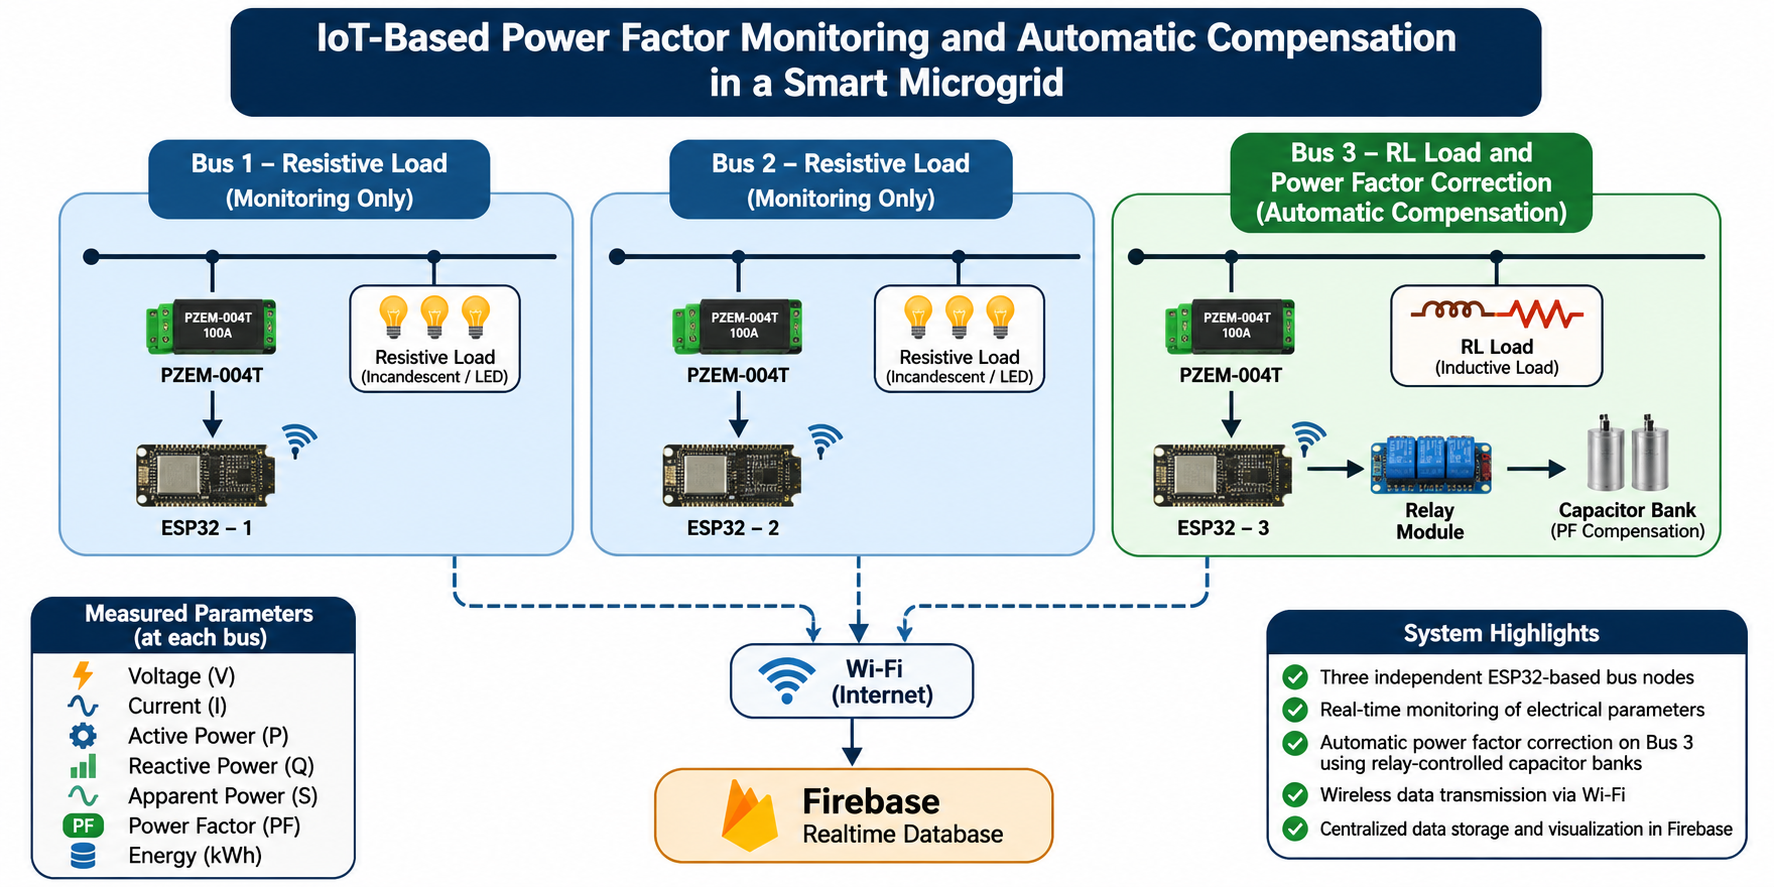 IoT-Based Power Factor Monitoring and Automatic Compensation
in a Smart Microgrid
Bus 1 – Resistive Load
(Monitoring Only)
PZEM-004T
100A
PZEM-004T
Resistive Load
(Incandescent / LED)
ESP32 – 1
Bus 2 – Resistive Load
(Monitoring Only)
PZEM-004T
100A
PZEM-004T
Resistive Load
(Incandescent / LED)
ESP32 – 2
Bus 3 – RL Load and
Power Factor Correction
(Automatic Compensation)
PZEM-004T
100A
PZEM-004T
RL Load
(Inductive Load)
ESP32 – 3
Relay
Module
Capacitor Bank
(PF Compensation)
Measured Parameters
(at each bus)
Voltage (V)
Current (I)
Active Power (P)
Reactive Power (Q)
Apparent Power (S)
PF Power Factor (PF)
Energy (kWh)
Wi-Fi
(Internet)
Firebase
Realtime Database
System Highlights
Three independent ESP32-based bus nodes
Real-time monitoring of electrical parameters
Automatic power factor correction on Bus 3
using relay-controlled capacitor banks
Wireless data transmission via Wi-Fi
Centralized data storage and visualization in Firebase